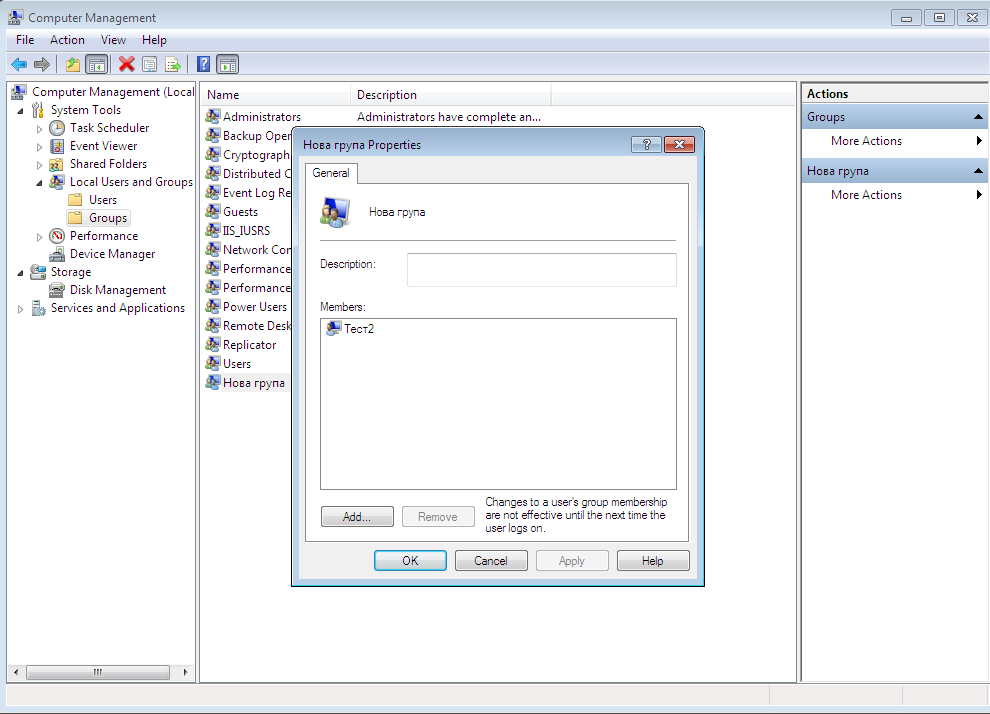 Computer Management
File Action View Help
Computer Management (Local
System Tools
Task Scheduler
Event Viewer
Shared Folders
Local Users and Groups
Users
Groups
Performance
Device Manager
Storage
Disk Management
Services and Applications
Name Description
Administrators Administrators have complete an...
Backup Oper
Cryptograph
Distributed C
Event Log Re
Guests
IIS_IUSRS
Network Con
Performance
Performance
Power Users
Remote Desk
Replicator
Users
Нова група
Нова група Properties
General
Нова група
Description:
Members:
Тест2
Add...
Remove
Changes to a user's group membership
are not effective until the next time the
user logs on.
OK
Cancel
Apply
Help
Actions
Groups
More Actions
Нова група
More Actions